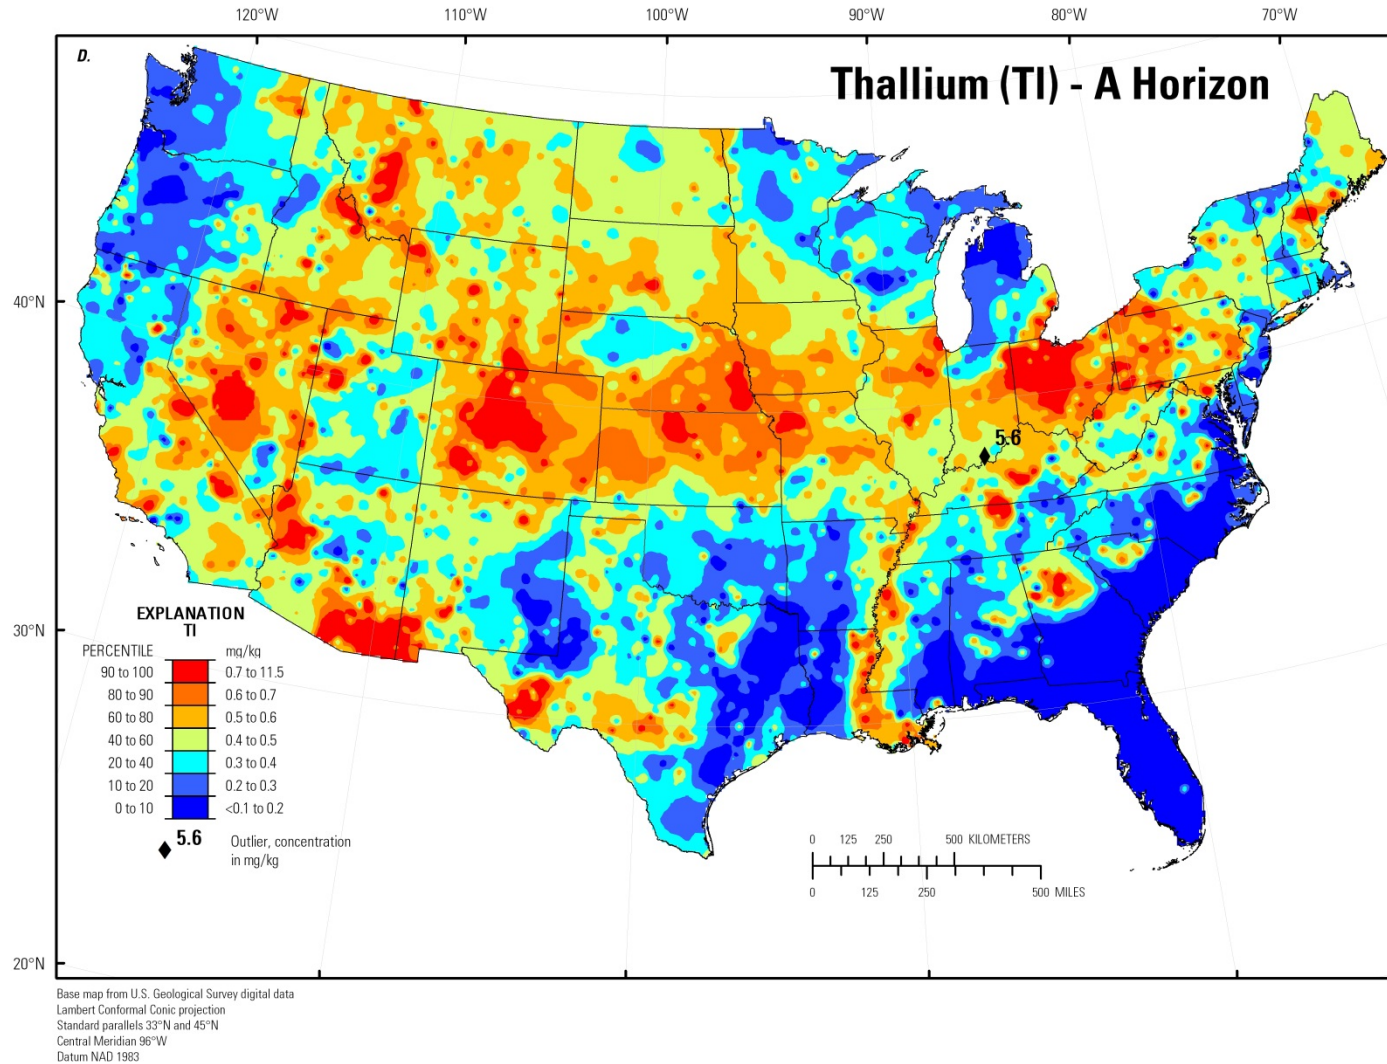 120°W 110°W 100°W 90°W 80°W 70°W
D.
Thallium (Tl) - A Horizon
40°N
5.6
30°N
EXPLANATION
Tl
PERCENTILE mg/kg
90 to 100 0.7 to 11.5
80 to 90 0.6 to 0.7
60 to 80 0.5 to 0.6
40 to 60 0.4 to 0.5
20 to 40 0.3 to 0.4
10 to 20 0.2 to 0.3
0 to 10 <0.1 to 0.2
5.6 Outlier, concentration
in mg/kg
0 125 250 500 KILOMETERS
0 125 250 500 MILES
20°N
Base map from U.S. Geological Survey digital data
Lambert Conformal Conic projection
Standard parallels 33°N and 45°N
Central Meridian 96°W
Datum NAD 1983